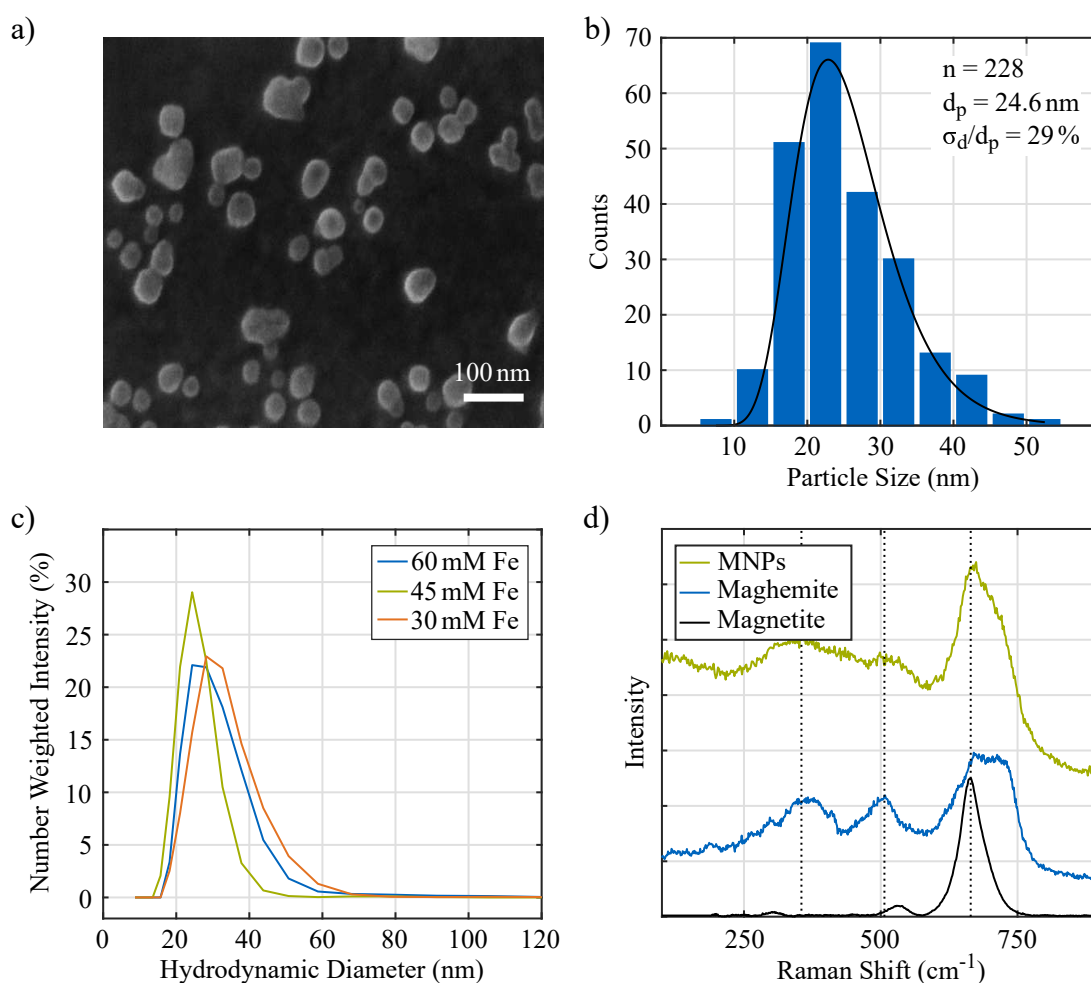 a)
100 nm
b)
70
60
50
40
30
20
10
0
Counts
n = 228
dₚ = 24.6 nm
σ_d/dₚ = 29 %
10 20 30 40 50
Particle Size (nm)
c)
30
25
20
15
10
5
0
Number Weighted Intensity (%)
60 mM Fe
45 mM Fe
30 mM Fe
0 20 40 60 80 100 120
Hydrodynamic Diameter (nm)
d)
MNPs
Maghemite
Magnetite
Intensity
250 500 750
Raman Shift (cm⁻¹)